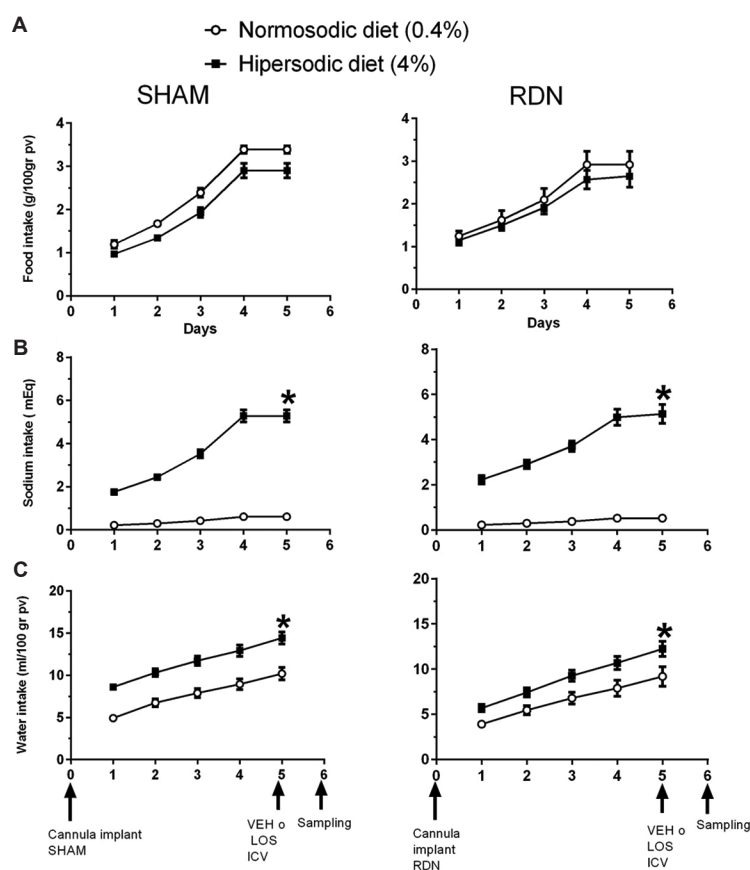 A
Normosodic diet (0.4%)
Hipersodic diet (4%)
SHAM
RDN
Food intake (g/100gr pv)
4
3
2
1
0
0 1 2 3 4 5 6
Days
4
3
2
1
0
0 1 2 3 4 5 6
Days
B
Sodium intake ( mEq)
8
6
4
2
0
0 1 2 3 4 5 6
*
8
6
4
2
0
0 1 2 3 4 5 6
*
C
Water intake (ml/100 gr pv)
20
15
10
5
0
0 1 2 3 4 5 6
*
20
15
10
5
0
0 1 2 3 4 5 6
*
Cannula implant
SHAM
VEH o
LOS
ICV
Sampling
Cannula
implant
RDN
VEH o
LOS
ICV
Sampling